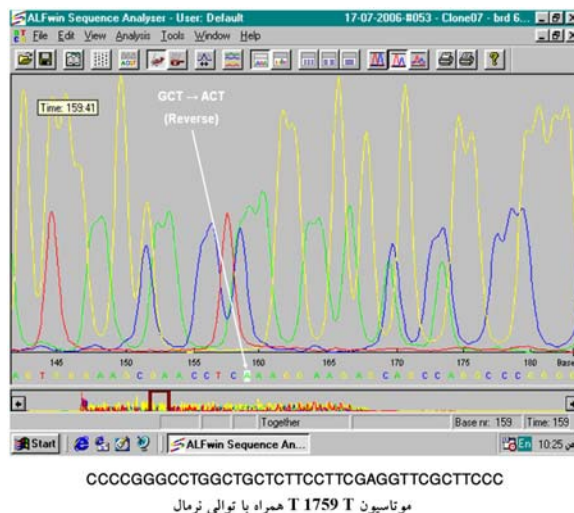 ALFwin Sequence Analyser - User: Default 17-07-2006-#053 - Clone07 - brd 6...
File Edit View Analysis Tools Window Help
Time: 159:41
GCT → ACT
(Reverse)
145 150 155 160 165 170 175 180 Base
Together Base nr: 159 Time: 159
Start ALFwin Sequence An... En 10:25 ص
CCCCGGGCCTGGCTGCTCTTCCTTCGAGGTTCGCTTCCC
موتاسیون T 1759 T همراه با توالی نرمال